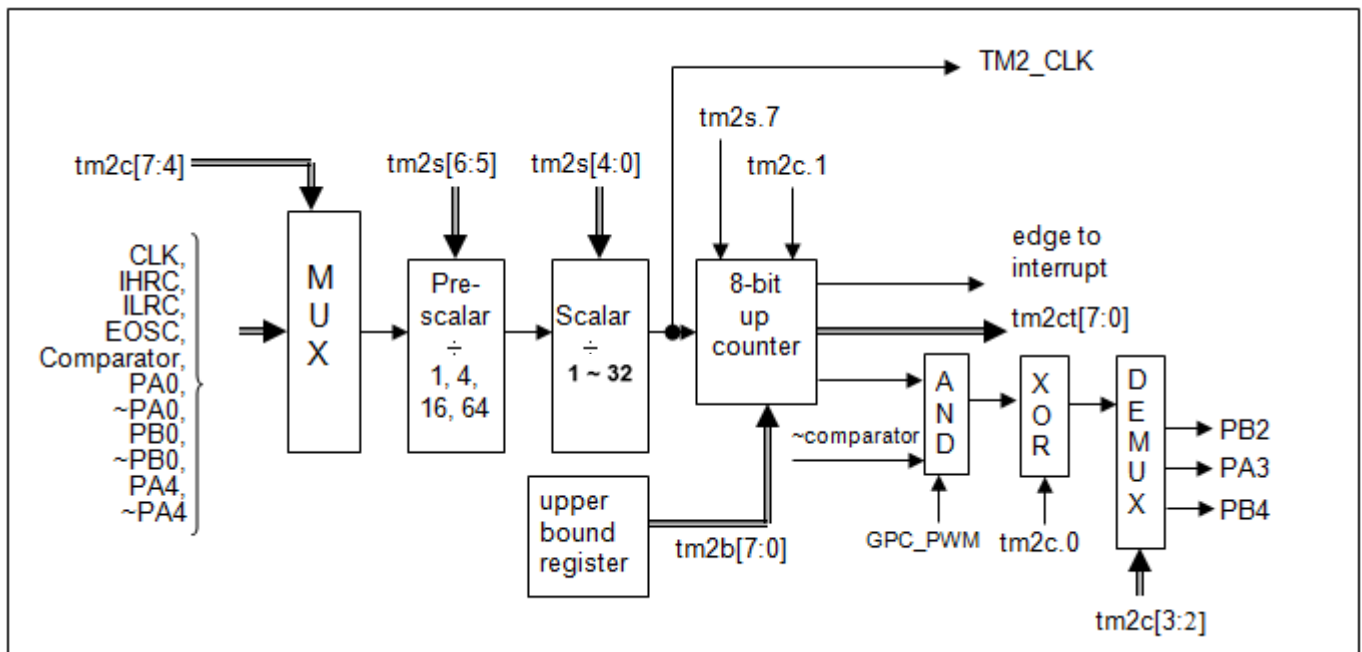 TM2_CLK
tm2s.7
tm2c[7:4]
tm2s[6:5]
tm2s[4:0]
tm2c.1
CLK,
IHRC,
ILRC,
EOSC,
Comparator,
PA0,
~PA0,
PB0,
~PB0,
PA4,
~PA4
M
U
X
Pre-
scalar
÷
1, 4,
16, 64
Scalar
÷
1 ~ 32
8-bit
up
counter
edge to
interrupt
tm2ct[7:0]
~comparator
A
N
D
X
O
R
D
E
M
U
X
PB2
PA3
PB4
upper
bound
register
tm2b[7:0]
GPC_PWM
tm2c.0
tm2c[3:2]